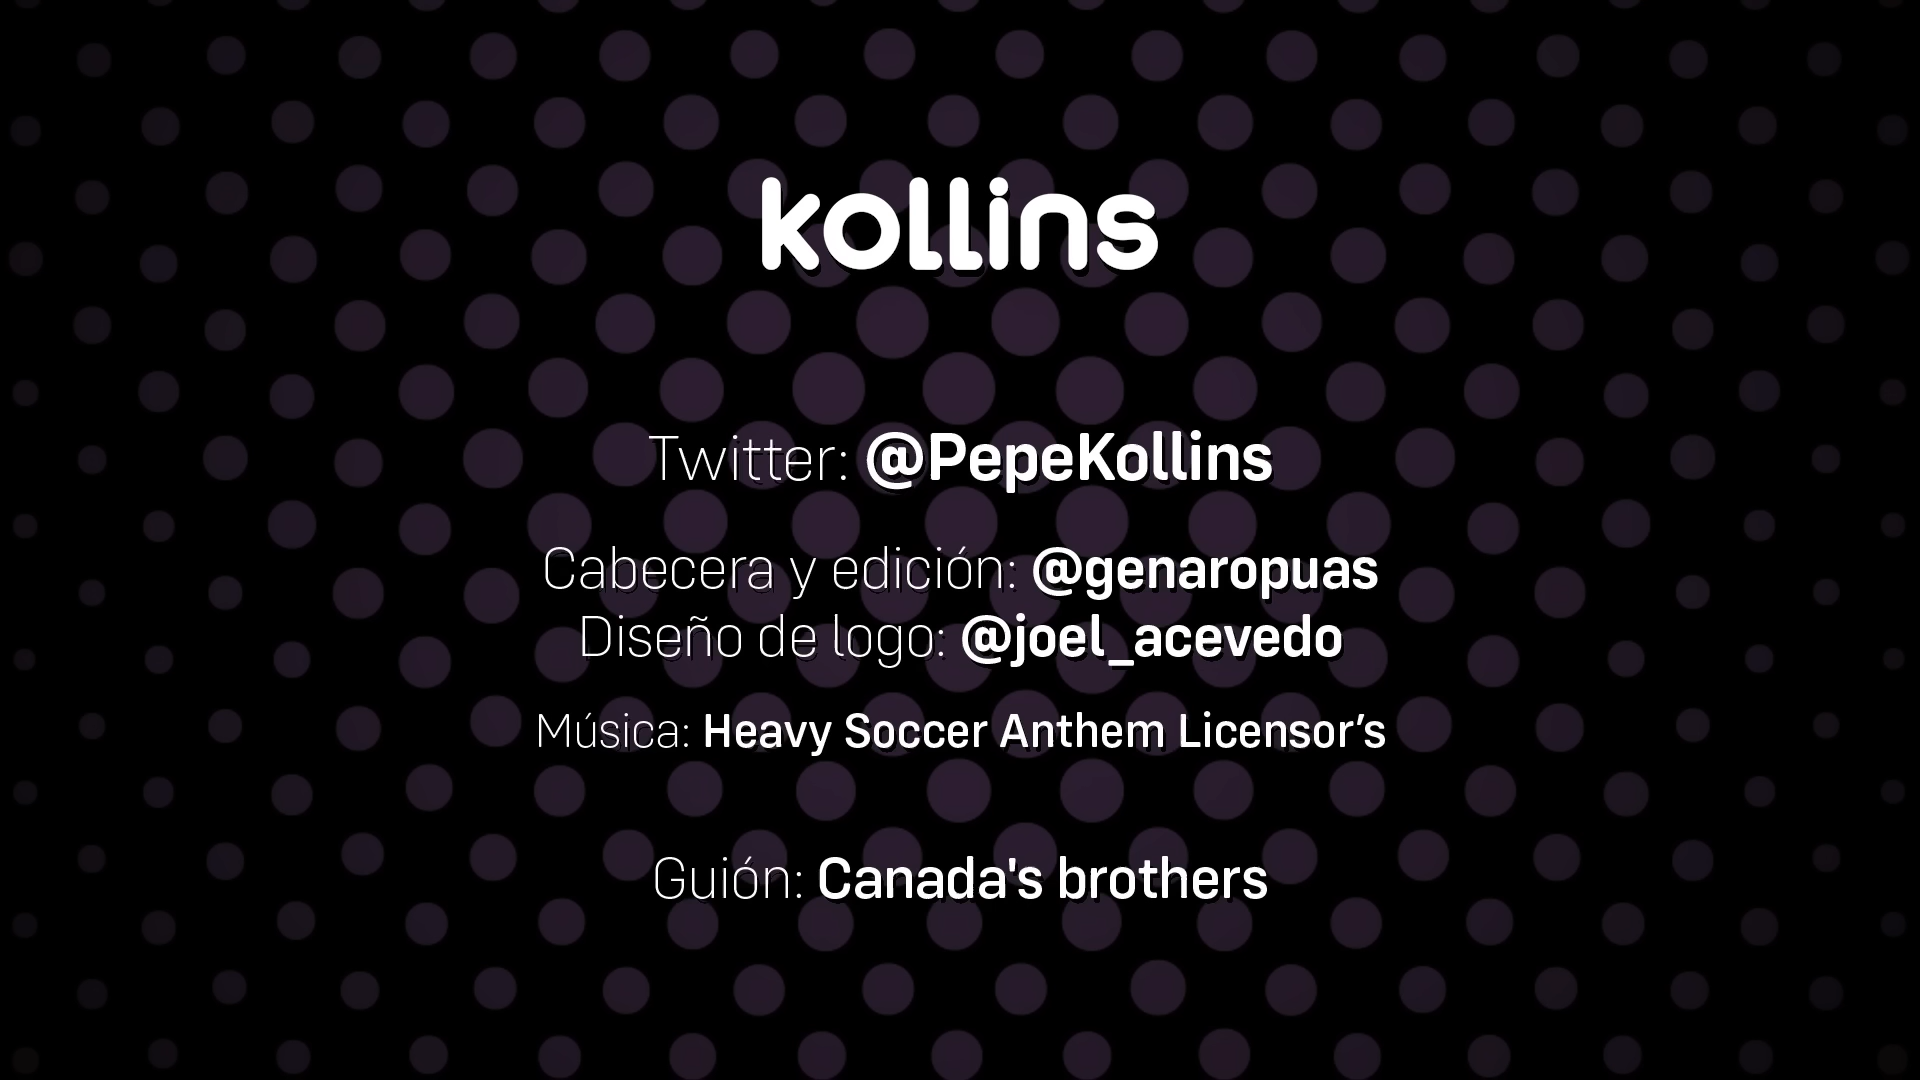 kollins
Twitter: @PepeKollins
Cabecera y edición: @genaropuas
Diseño de logo: @joel_acevedo
Música: Heavy Soccer Anthem Licensor’s
Guión: Canada's brothers